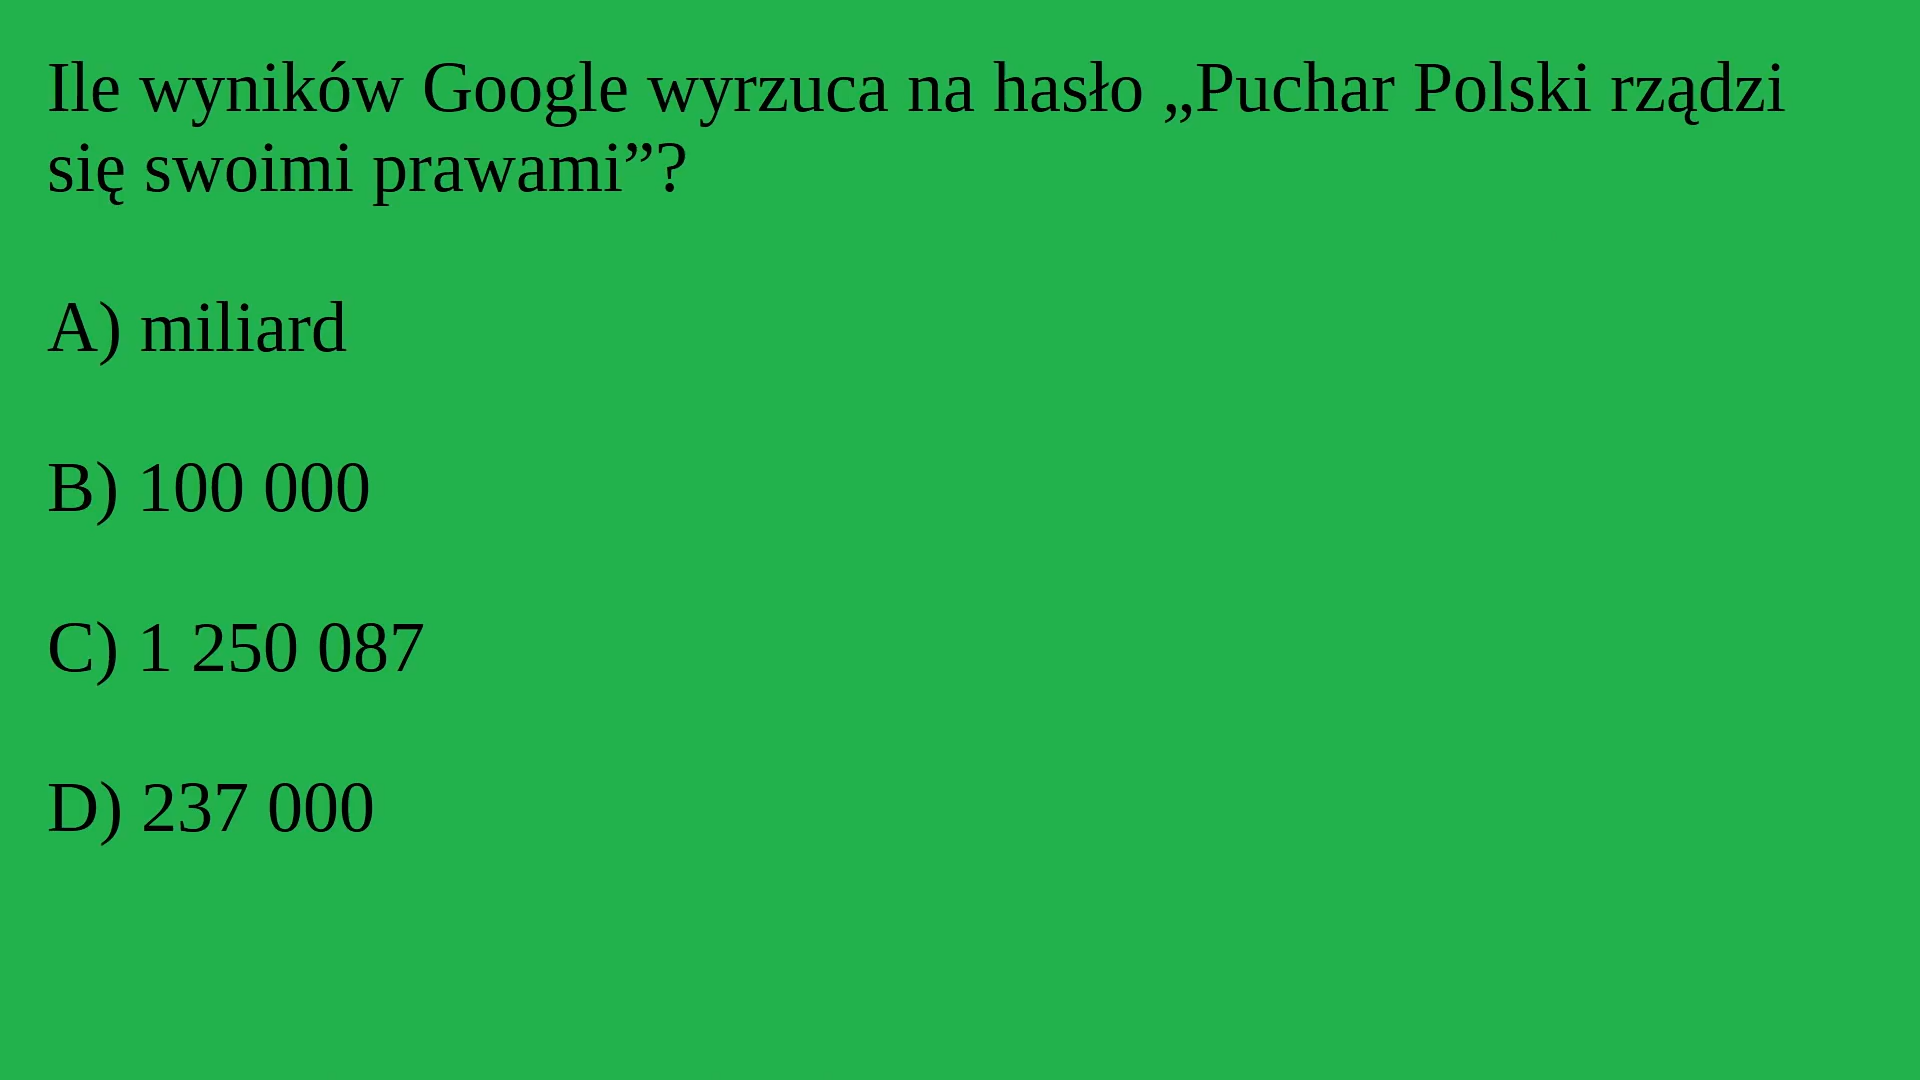 Ile wyników Google wyrzuca na hasło „Puchar Polski rządzi
się swoimi prawami”?
A) miliard
B) 100 000
C) 1 250 087
D) 237 000